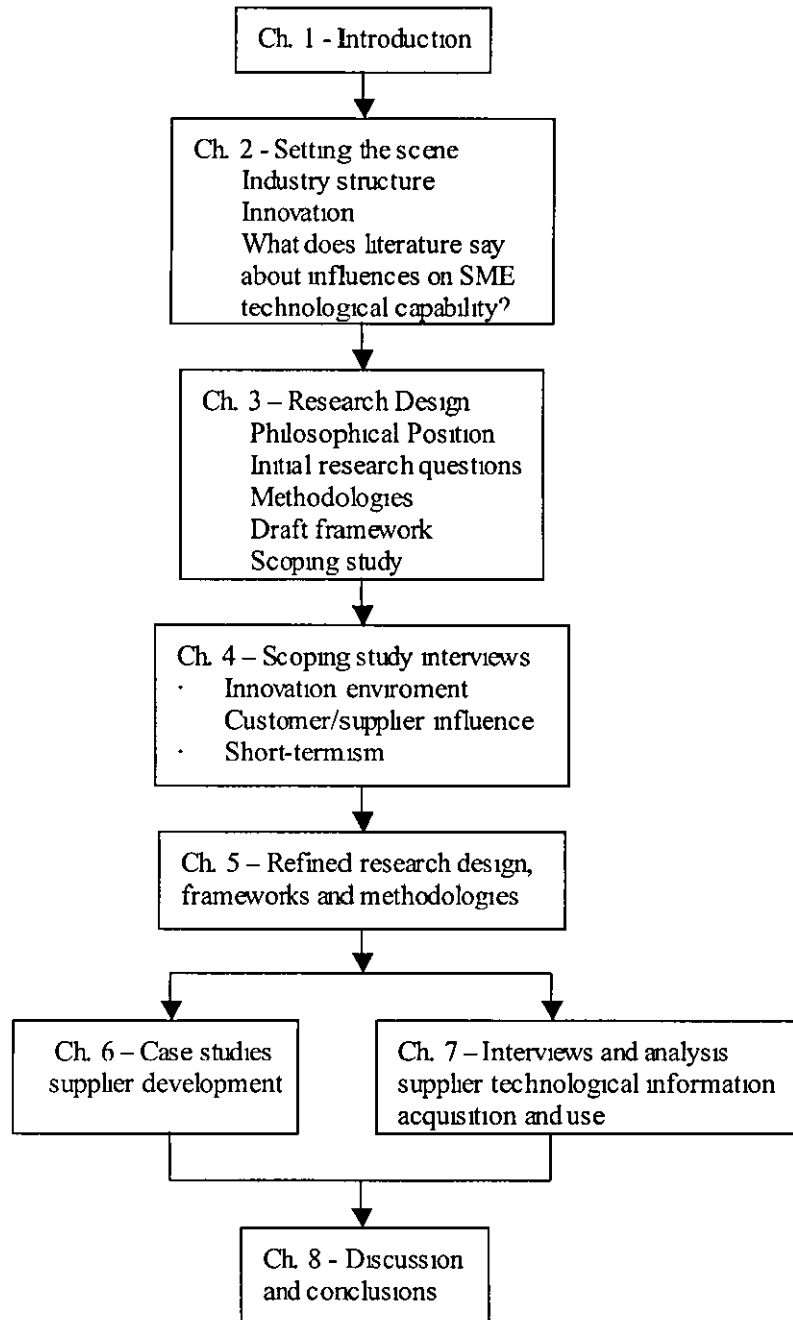 Ch. 1 - Introduction
Ch. 2 - Setting the scene
Industry structure
Innovation
What does literature say
about influences on SME
technological capability?
Ch. 3 – Research Design
Philosophical Position
Initial research questions
Methodologies
Draft framework
Scoping study
Ch. 4 – Scoping study interviews
· Innovation enviroment
Customer/supplier influence
· Short-termism
Ch. 5 – Refined research design,
frameworks and methodologies
Ch. 6 – Case studies
supplier development
Ch. 7 – Interviews and analysis
supplier technological information
acquisition and use
Ch. 8 - Discussion
and conclusions